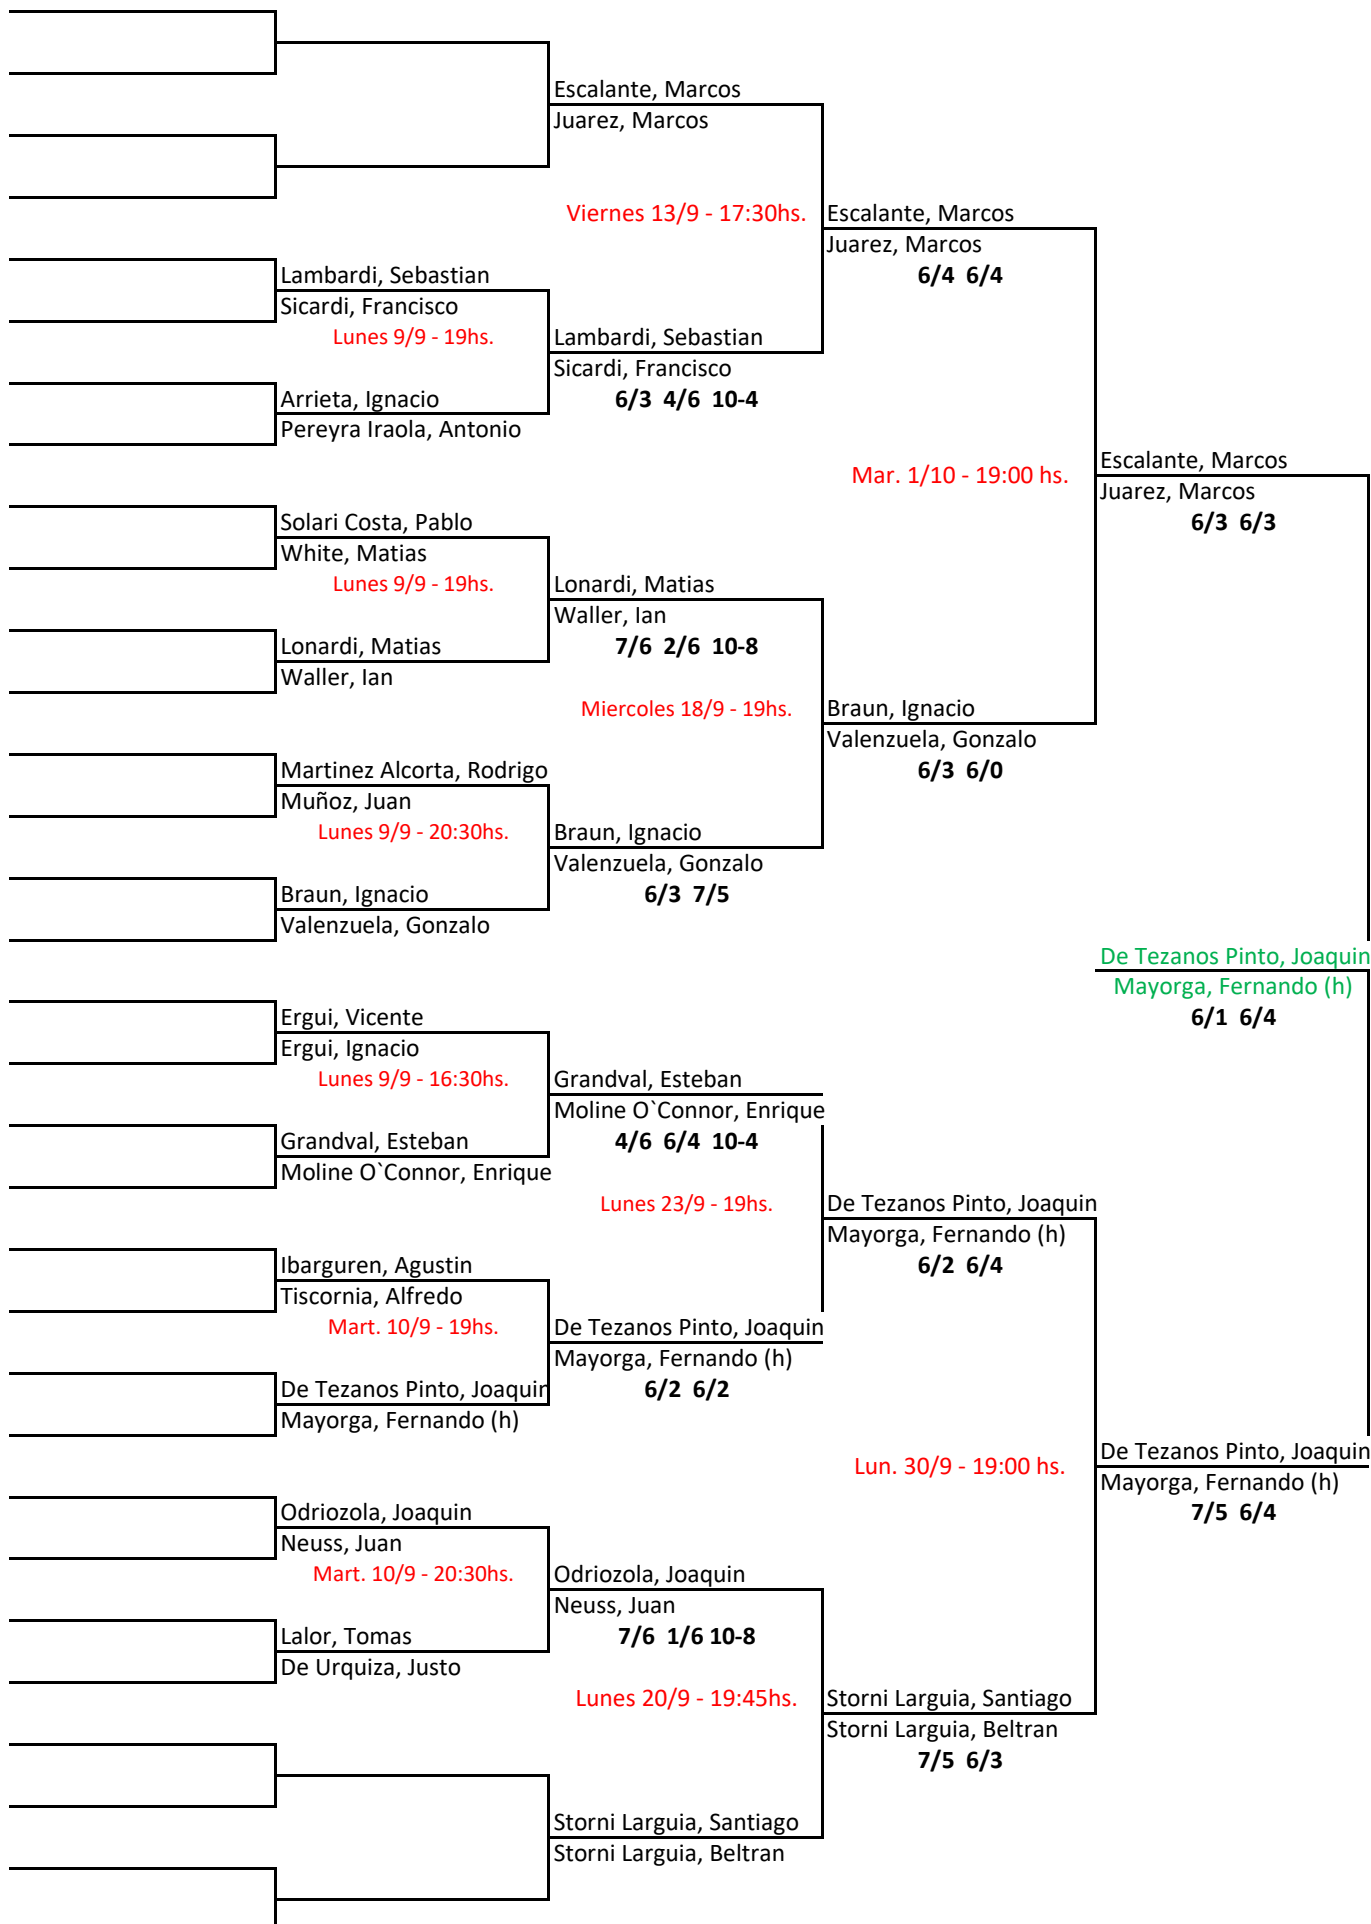 Escalante, Marcos
Juarez, Marcos
Viernes 13/9 - 17:30hs.
Escalante, Marcos
Juarez, Marcos
6/4 6/4
Lambardi, Sebastian
Sicardi, Francisco
Lunes 9/9 - 19hs.
Lambardi, Sebastian
Sicardi, Francisco
6/3 4/6 10-4
Arrieta, Ignacio
Pereyra Iraola, Antonio
Mar. 1/10 - 19:00 hs.
Escalante, Marcos
Juarez, Marcos
6/3 6/3
Solari Costa, Pablo
White, Matias
Lunes 9/9 - 19hs.
Lonardi, Matias
Waller, Ian
7/6 2/6 10-8
Lonardi, Matias
Waller, Ian
Miercoles 18/9 - 19hs.
Braun, Ignacio
Valenzuela, Gonzalo
6/3 6/0
Martinez Alcorta, Rodrigo
Muñoz, Juan
Lunes 9/9 - 20:30hs.
Braun, Ignacio
Valenzuela, Gonzalo
6/3 7/5
Braun, Ignacio
Valenzuela, Gonzalo
De Tezanos Pinto, Joaquin
Mayorga, Fernando (h)
6/1 6/4
Ergui, Vicente
Ergui, Ignacio
Lunes 9/9 - 16:30hs.
Grandval, Esteban
Moline O`Connor, Enrique
4/6 6/4 10-4
Grandval, Esteban
Moline O`Connor, Enrique
Lunes 23/9 - 19hs.
De Tezanos Pinto, Joaquin
Mayorga, Fernando (h)
6/2 6/4
Ibarguren, Agustin
Tiscornia, Alfredo
Mart. 10/9 - 19hs.
De Tezanos Pinto, Joaquin
Mayorga, Fernando (h)
6/2 6/2
De Tezanos Pinto, Joaquin
Mayorga, Fernando (h)
Lun. 30/9 - 19:00 hs.
De Tezanos Pinto, Joaquin
Mayorga, Fernando (h)
7/5 6/4
Odriozola, Joaquin
Neuss, Juan
Mart. 10/9 - 20:30hs.
Odriozola, Joaquin
Neuss, Juan
7/6 1/6 10-8
Lalor, Tomas
De Urquiza, Justo
Lunes 20/9 - 19:45hs.
Storni Larguia, Santiago
Storni Larguia, Beltran
7/5 6/3
Storni Larguia, Santiago
Storni Larguia, Beltran